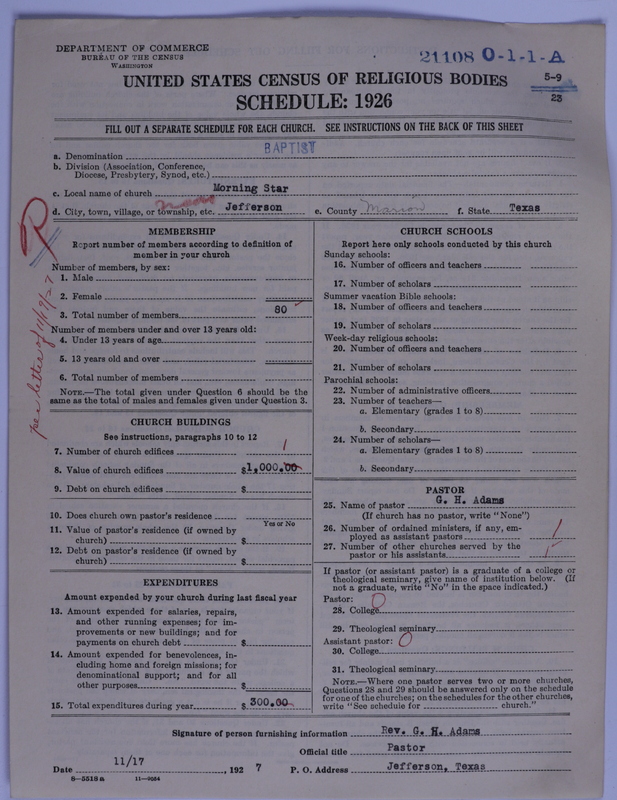 DEPARTMENT OF COMMERCE
BUREAU OF THE CENSUS
WASHINGTON
21108 O-1-1-A
5-9
23
UNITED STATES CENSUS OF RELIGIOUS BODIES
SCHEDULE: 1926
FILL OUT A SEPARATE SCHEDULE FOR EACH CHURCH. SEE INSTRUCTIONS ON THE BACK OF THIS SHEET
a. Denomination BAPTIST
b. Division (Association, Conference,
Diocese, Presbytery, Synod, etc.)
c. Local name of church Morning Star
d. City, town, village, or township, etc. Jefferson e. County Marion f. State Texas
per letter of 11/19/27
MEMBERSHIP
Report number of members according to definition of
member in your church
Number of members, by sex:
1. Male
2. Female
3. Total number of members 80
Number of members under and over 13 years old:
4. Under 13 years of age
5. 13 years old and over
6. Total number of members
NOTE.—The total given under Question 6 should be the
same as the total of males and females given under Question 3.
CHURCH BUILDINGS
See instructions, paragraphs 10 to 12
7. Number of church edifices 1
8. Value of church edifices $1,000.00
9. Debt on church edifices $
10. Does church own pastor's residence
Yes or No
11. Value of pastor's residence (if owned by
church) $
12. Debt on pastor's residence (if owned by
church) $
EXPENDITURES
Amount expended by your church during last fiscal year
13. Amount expended for salaries, repairs,
and other running expenses; for im-
provements or new buildings; and for
payments on church debt $
14. Amount expended for benevolences, in-
cluding home and foreign missions; for
denominational support; and for all
other purposes $
15. Total expenditures during year $ 300.00
CHURCH SCHOOLS
Report here only schools conducted by this church
Sunday schools:
16. Number of officers and teachers
17. Number of scholars
Summer vacation Bible schools:
18. Number of officers and teachers
19. Number of scholars
Week-day religious schools:
20. Number of officers and teachers
21. Number of scholars
Parochial schools:
22. Number of administrative officers
23. Number of teachers—
a. Elementary (grades 1 to 8)
b. Secondary
24. Number of scholars—
a. Elementary (grades 1 to 8)
b. Secondary
PASTOR
25. Name of pastor G. H. Adams
(If church has no pastor, write "None")
26. Number of ordained ministers, if any, em-
ployed as assistant pastors /
27. Number of other churches served by the
pastor or his assistants 1
If pastor (or assistant pastor) is a graduate of a college or
theological seminary, give name of institution below. (If
not a graduate, write "No" in the space indicated.)
Pastor: 0
28. College
29. Theological seminary
Assistant pastor: 0
30. College
31. Theological seminary
NOTE.—Where one pastor serves two or more churches,
Questions 28 and 29 should be answered only on the schedule
for one of the churches; on the schedules for the other churches,
write "See schedule for church."
Signature of person furnishing information Rev. G. H. Adams
Official title Pastor
Date 11/17, 192 7 P. O. Address Jefferson, Texas
8-5518a 11-9034